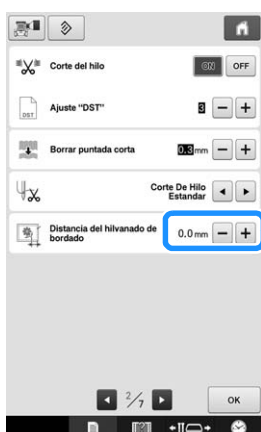 Corte del hilo
ON OFF
DST
Ajuste "DST"
3 − +
Borrar puntada corta
0.3 mm − +
Corte De Hilo
Estandar
Distancia del hilvanado de
bordado
0.0 mm − +
2/7
OK